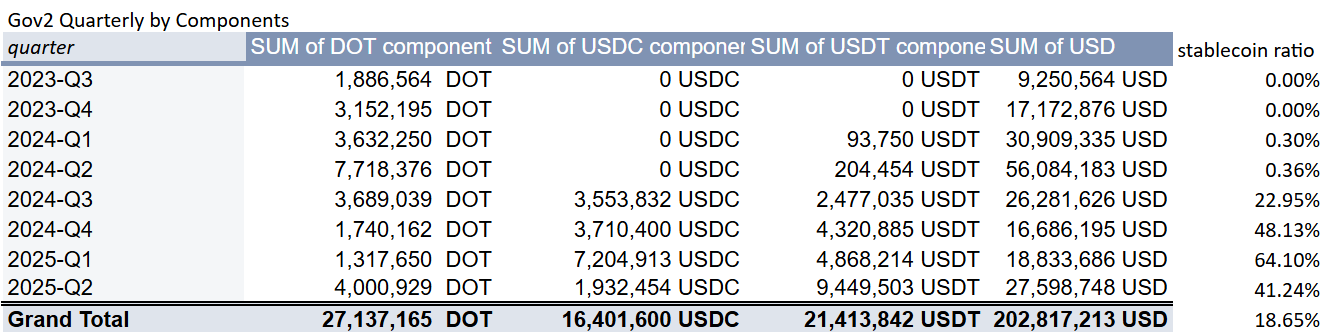 Gov2 Quarterly by Components
quarter SUM of DOT component SUM of USDC componer SUM of USDT compone SUM of USD stablecoin ratio
2023-Q3 1,886,564 DOT 0 USDC 0 USDT 9,250,564 USD 0.00%
2023-Q4 3,152,195 DOT 0 USDC 0 USDT 17,172,876 USD 0.00%
2024-Q1 3,632,250 DOT 0 USDC 93,750 USDT 30,909,335 USD 0.30%
2024-Q2 7,718,376 DOT 0 USDC 204,454 USDT 56,084,183 USD 0.36%
2024-Q3 3,689,039 DOT 3,553,832 USDC 2,477,035 USDT 26,281,626 USD 22.95%
2024-Q4 1,740,162 DOT 3,710,400 USDC 4,320,885 USDT 16,686,195 USD 48.13%
2025-Q1 1,317,650 DOT 7,204,913 USDC 4,868,214 USDT 18,833,686 USD 64.10%
2025-Q2 4,000,929 DOT 1,932,454 USDC 9,449,503 USDT 27,598,748 USD 41.24%
Grand Total 27,137,165 DOT 16,401,600 USDC 21,413,842 USDT 202,817,213 USD 18.65%